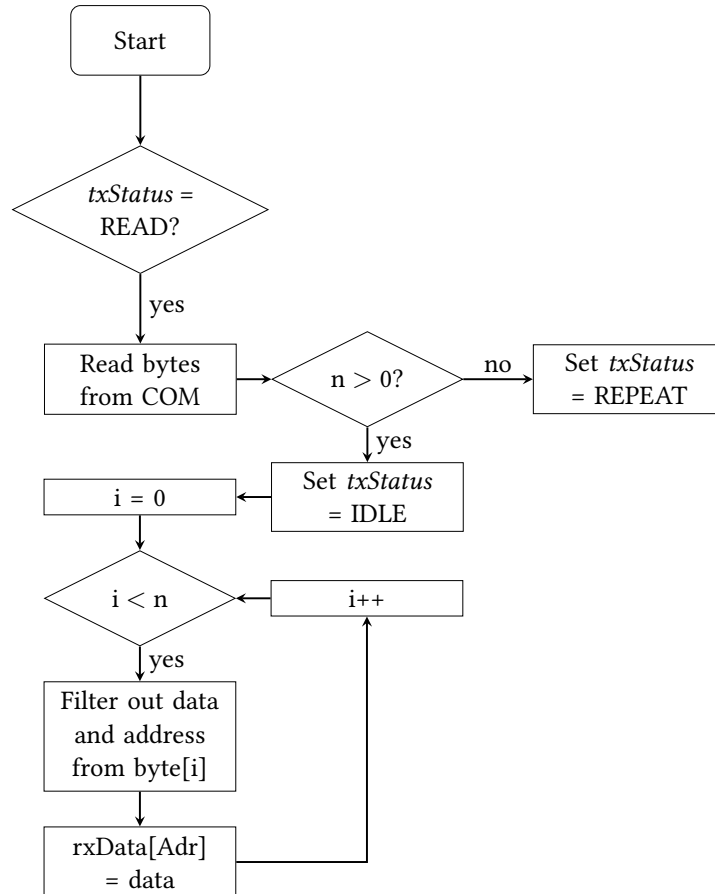 Start
txStatus =
READ?
yes
Read bytes
from COM
n > 0?
no
Set txStatus
= REPEAT
yes
Set txStatus
= IDLE
i = 0
i < n
i++
yes
Filter out data
and address
from byte[i]
rxData[Adr]
= data